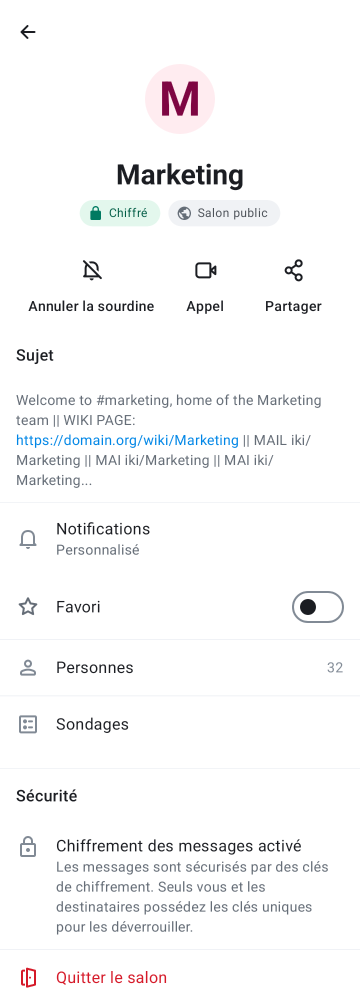 M
Marketing
Chiffré
Salon public
Annuler la sourdine
Appel
Partager
Sujet
Welcome to #marketing, home of the Marketing
team || WIKI PAGE:
https://domain.org/wiki/Marketing || MAIL iki/
Marketing || MAI iki/Marketing || MAI iki/
Marketing...
Notifications
Personnalisé
Favori
Personnes
32
Sondages
Sécurité
Chiffrement des messages activé
Les messages sont sécurisés par des clés
de chiffrement. Seuls vous et les
destinataires possédez les clés uniques
pour les déverrouiller.
Quitter le salon